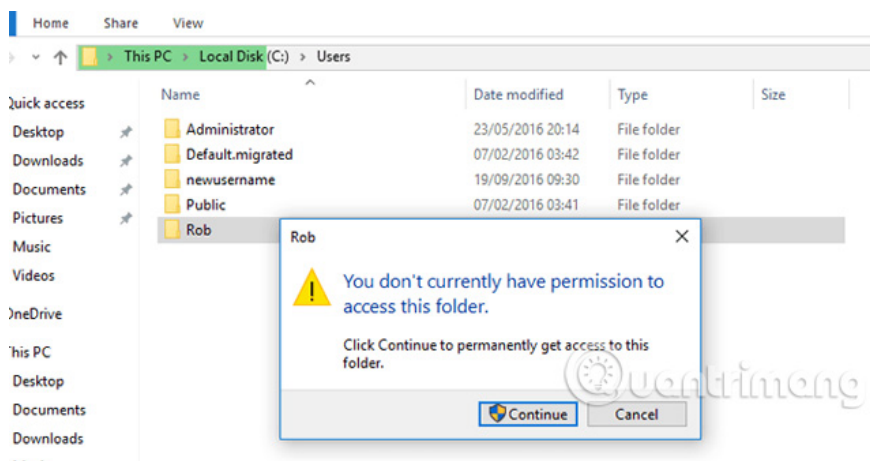 Home Share View
This PC > Local Disk (C:) > Users
Name Date modified Type Size
Quick access
Desktop
Downloads
Documents
Pictures
Music
Videos
OneDrive
This PC
Desktop
Documents
Downloads
Administrator 23/05/2016 20:14 File folder
Default.migrated 07/02/2016 03:42 File folder
newusername 19/09/2016 09:30 File folder
Public 07/02/2016 03:41 File folder
Rob
Rob
You don't currently have permission to
access this folder.
Click Continue to permanently get access to this
folder.
Continue Cancel
Quantrimang